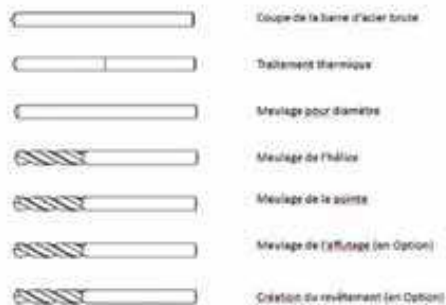 Coupe de la barre d'acier brute
Traitement thermique
Meulage pour diamètre
Meulage de l'hélice
Meulage de la pointe
Meulage de l'affutage (en Option)
Création du revêtement (en Option)